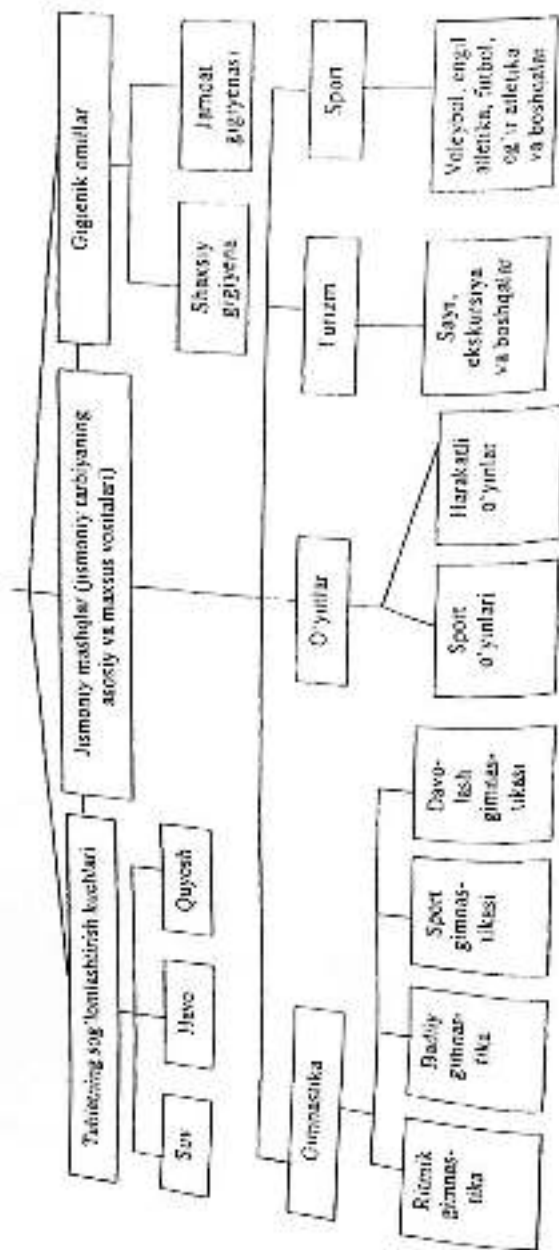 Tabiatning sog'lomlashtirish kuchlari
Jismoniy mashqlar (jismoniy tarbiyaning
asosiy va maxsus vositalari)
Gigienik omillar
Suv
Havo
Quyosh
Shaxsiy
gigiyena
Jamoat
gigiyenasi
Gimnastika
O'yinlar
Turizm
Sport
Ritmik
gimnas-
tika
Badiiy
gimnas-
tika
Sport
gimnas-
tikasi
Davo-
lash
gimnas-
tikasi
Sport
o'yinlari
Harakatli
o'yinlar
Sayr,
ekskursiya
va boshqalar
Voleybol, engil
atletika, futbol,
og'ir atletika
va boshqalar